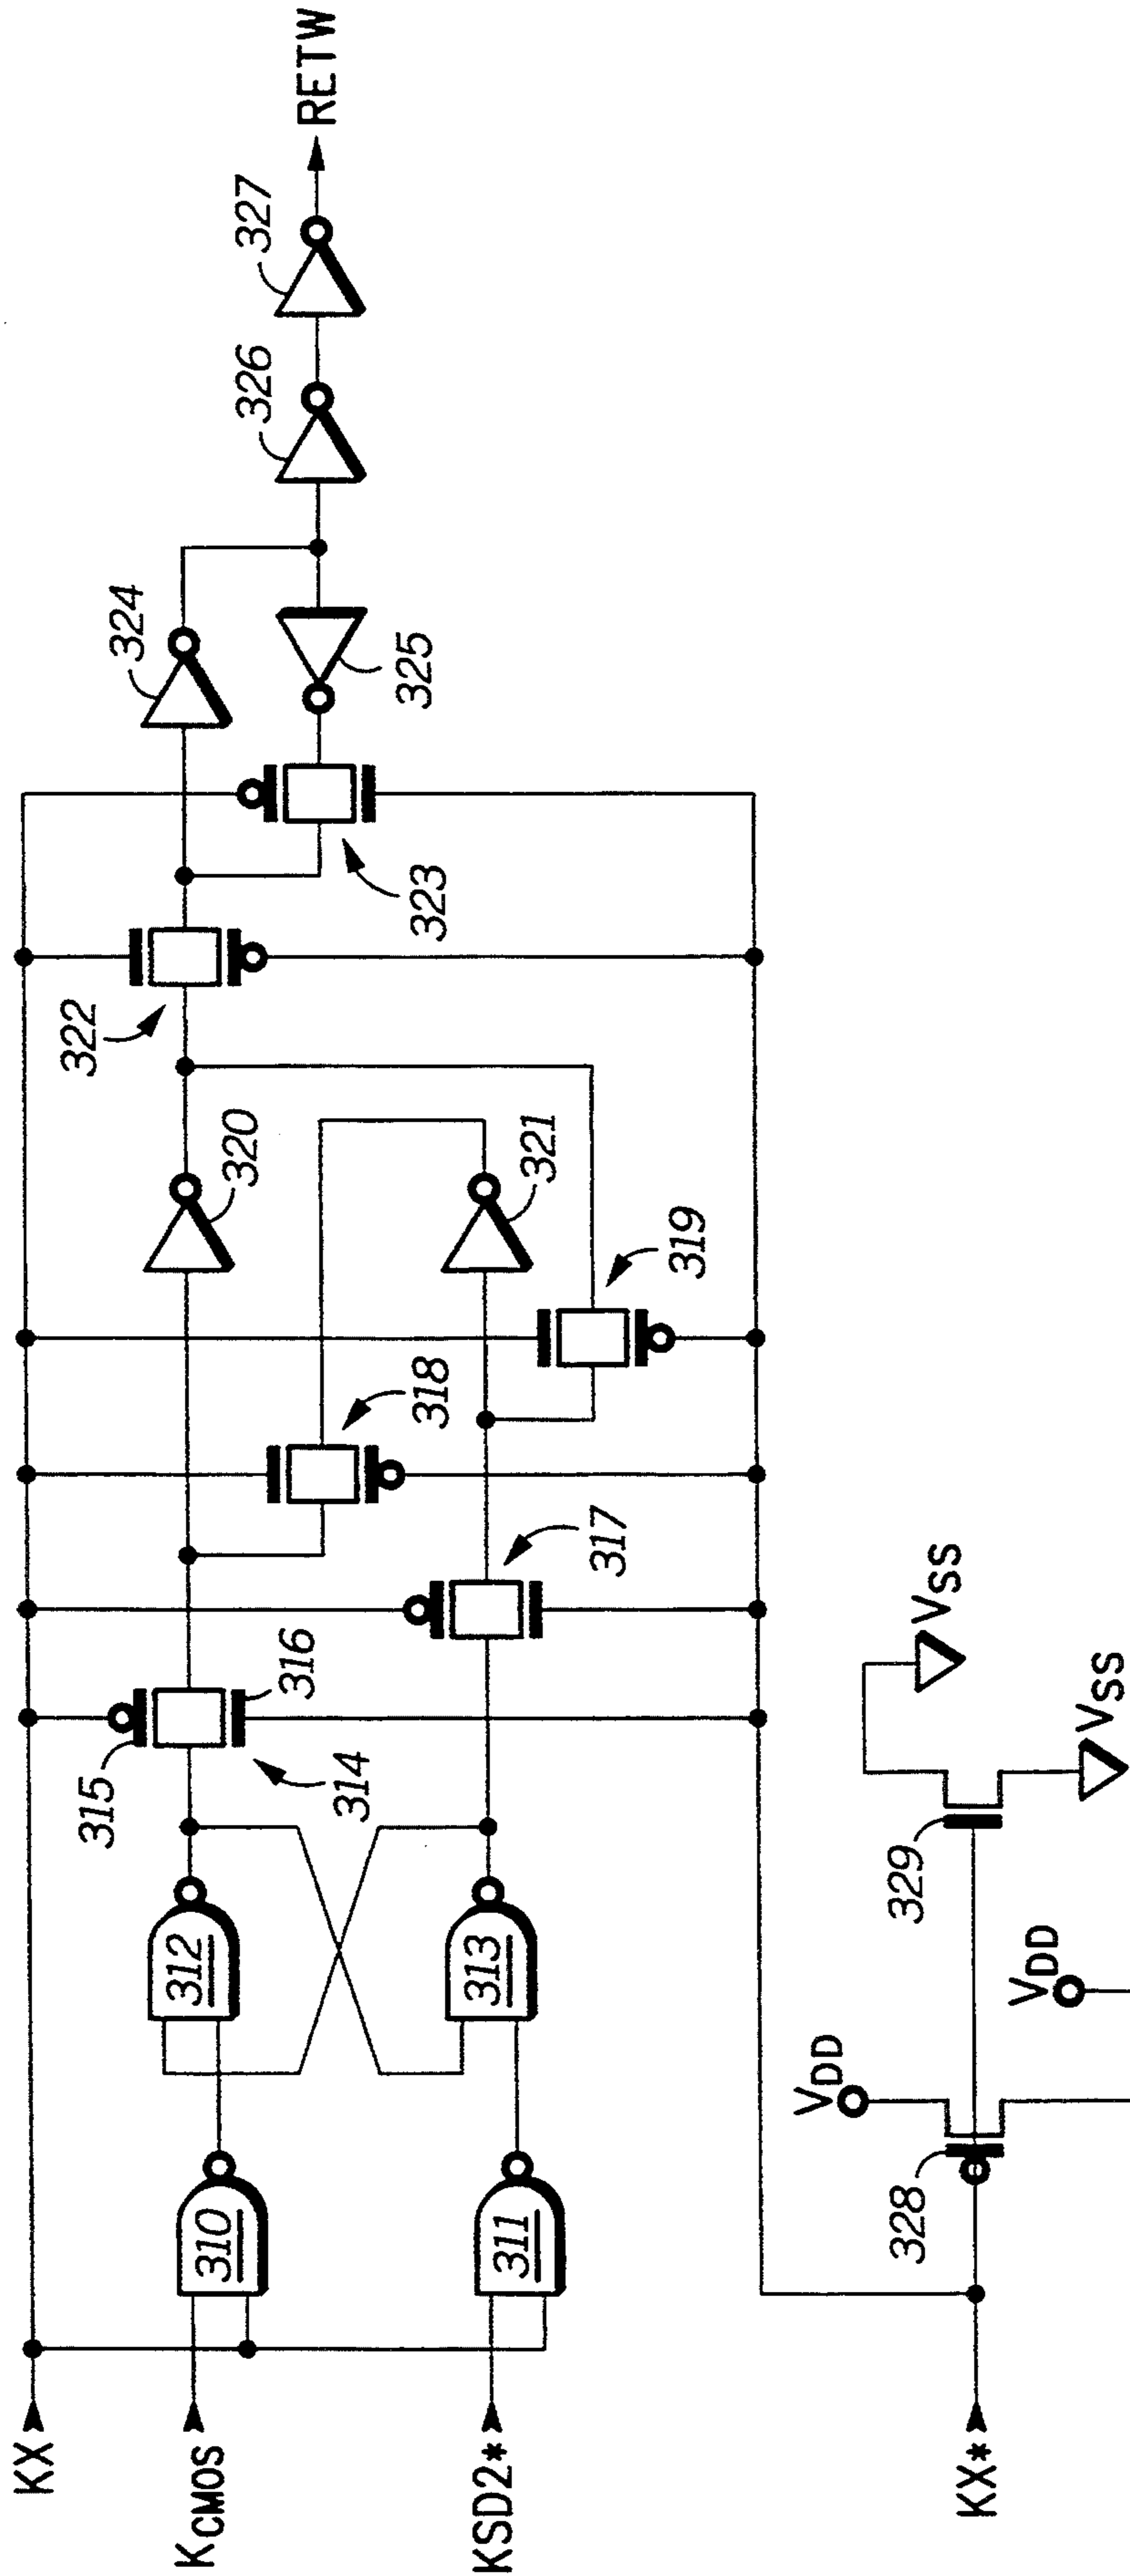 KX
KCMOS
KSD2*
KX*
310
311
312
313
314
315
316
317
318
319
320
321
322
323
324
325
326
327
RETW
328
329
VDD
VDD
VSS
VSS